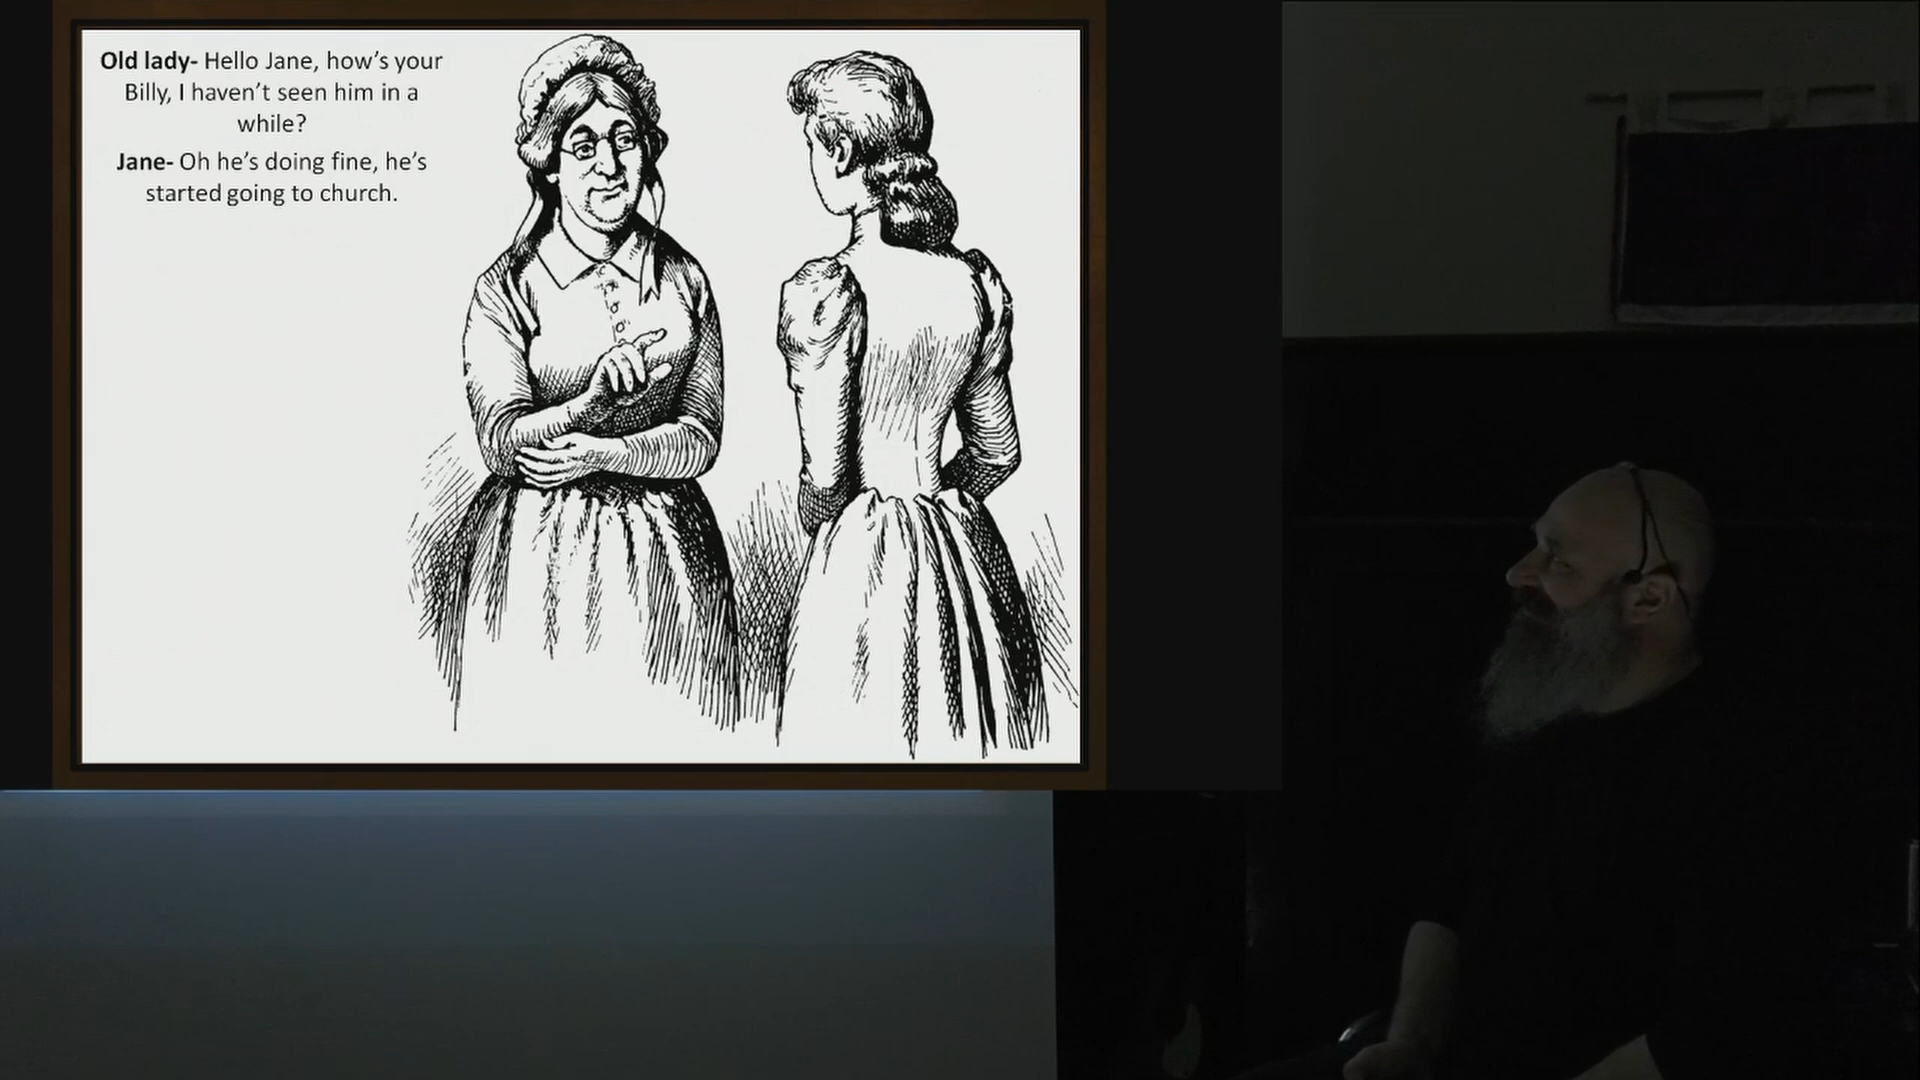 Old lady- Hello Jane, how’s your
Billy, I haven’t seen him in a
while?
Jane- Oh he’s doing fine, he’s
started going to church.